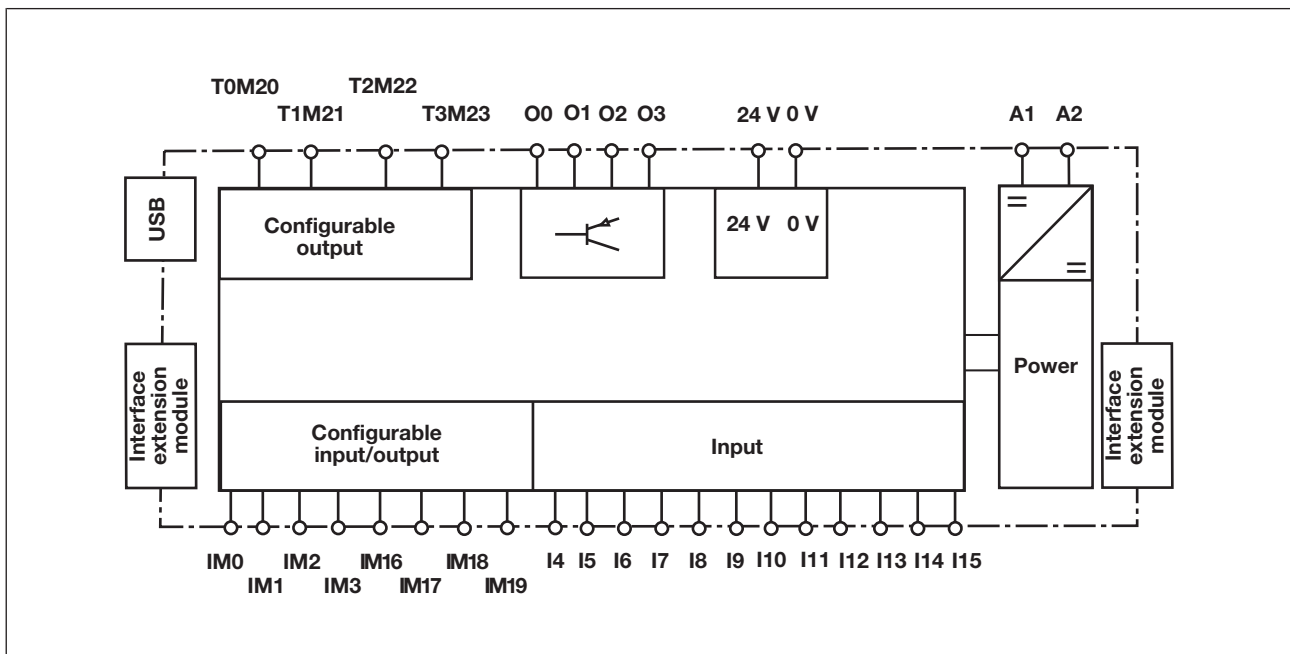 T0M20
T2M22
T1M21
T3M23
O0 O1 O2 O3
24 V 0 V
A1 A2
USB
Configurable
output
24 V 0 V
Interface
extension
module
Power
Interface
extension
module
Configurable
input/output
Input
IM0
IM2
IM16
IM18
I4 I5 I6 I7 I8 I9 I10 I11 I12 I13 I14 I15
IM1
IM3
IM17
IM19